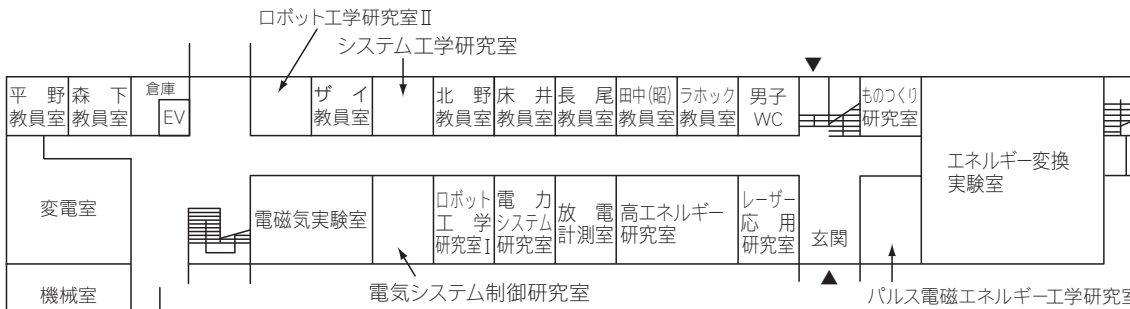 ロボット工学研究室Ⅱ
システム工学研究室
平野
教員室
森下
教員室
倉庫
EV
ザイ
教員室
北野
教員室
床井
教員室
長尾
教員室
田中(昭)
教員室
ラホック
教員室
男子
WC
ものつくり
研究室
エネルギー変換
実験室
変電室
電磁気実験室
ロボット
工学
研究室Ⅰ
電力
システム
研究室
放電
計測室
高エネルギー
研究室
レーザー
応用
研究室
玄関
機械室
電気システム制御研究室
パルス電磁エネルギー工学研究室